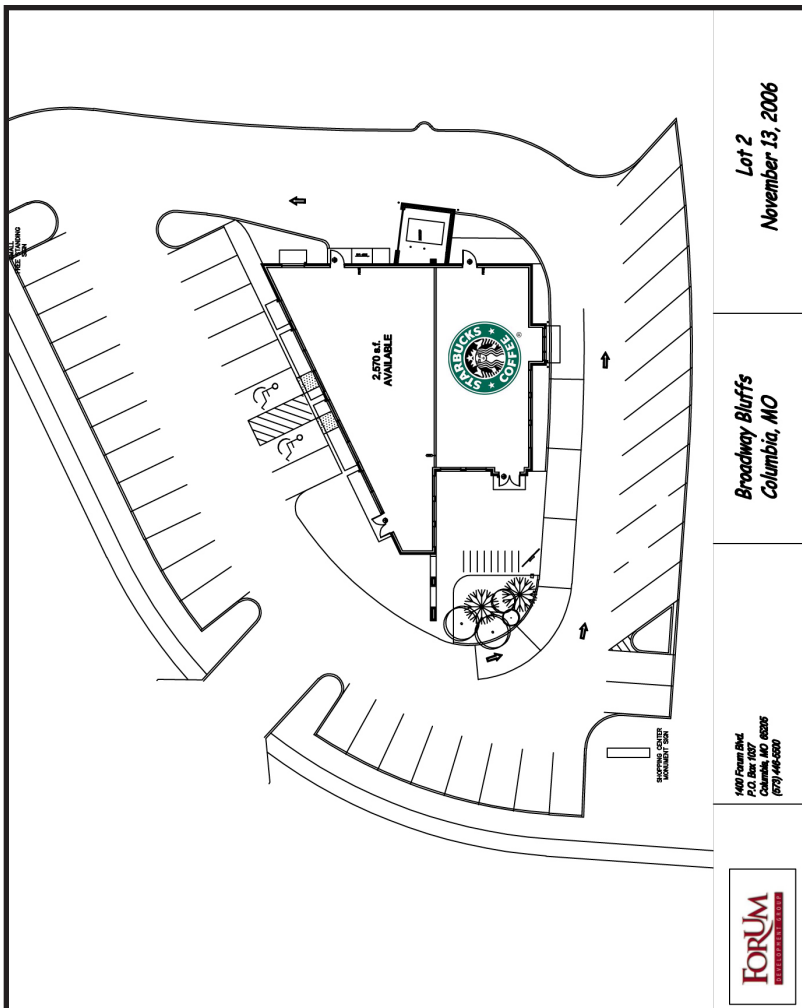 Lot 2
November 13, 2006
Broadway Bluffs
Columbia, MO
1400 Forum Blvd.
P.O. Box 1037
Columbia, MO 65205
(573) 446-5500
FORUM
DEVELOPMENT GROUP
SMALL
FREE STANDING
SIGN
2,570 s.f.
AVAILABLE
STARBUCKS
COFFEE
®
SHOPPING CENTER
MONUMENT SIGN